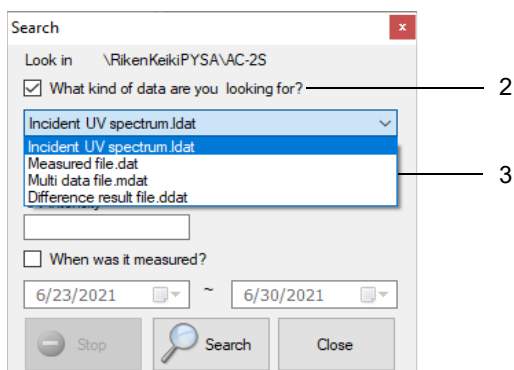 Search x
Look in \RikenKeikiPYSA\AC-2S
What kind of data are you looking for? 2
Incident UV spectrum.ldat
Incident UV spectrum.ldat
Measured file.dat 3
Multi data file.mdat
Difference result file.ddat
When was it measured?
6/23/2021 ~ 6/30/2021
Stop Search Close